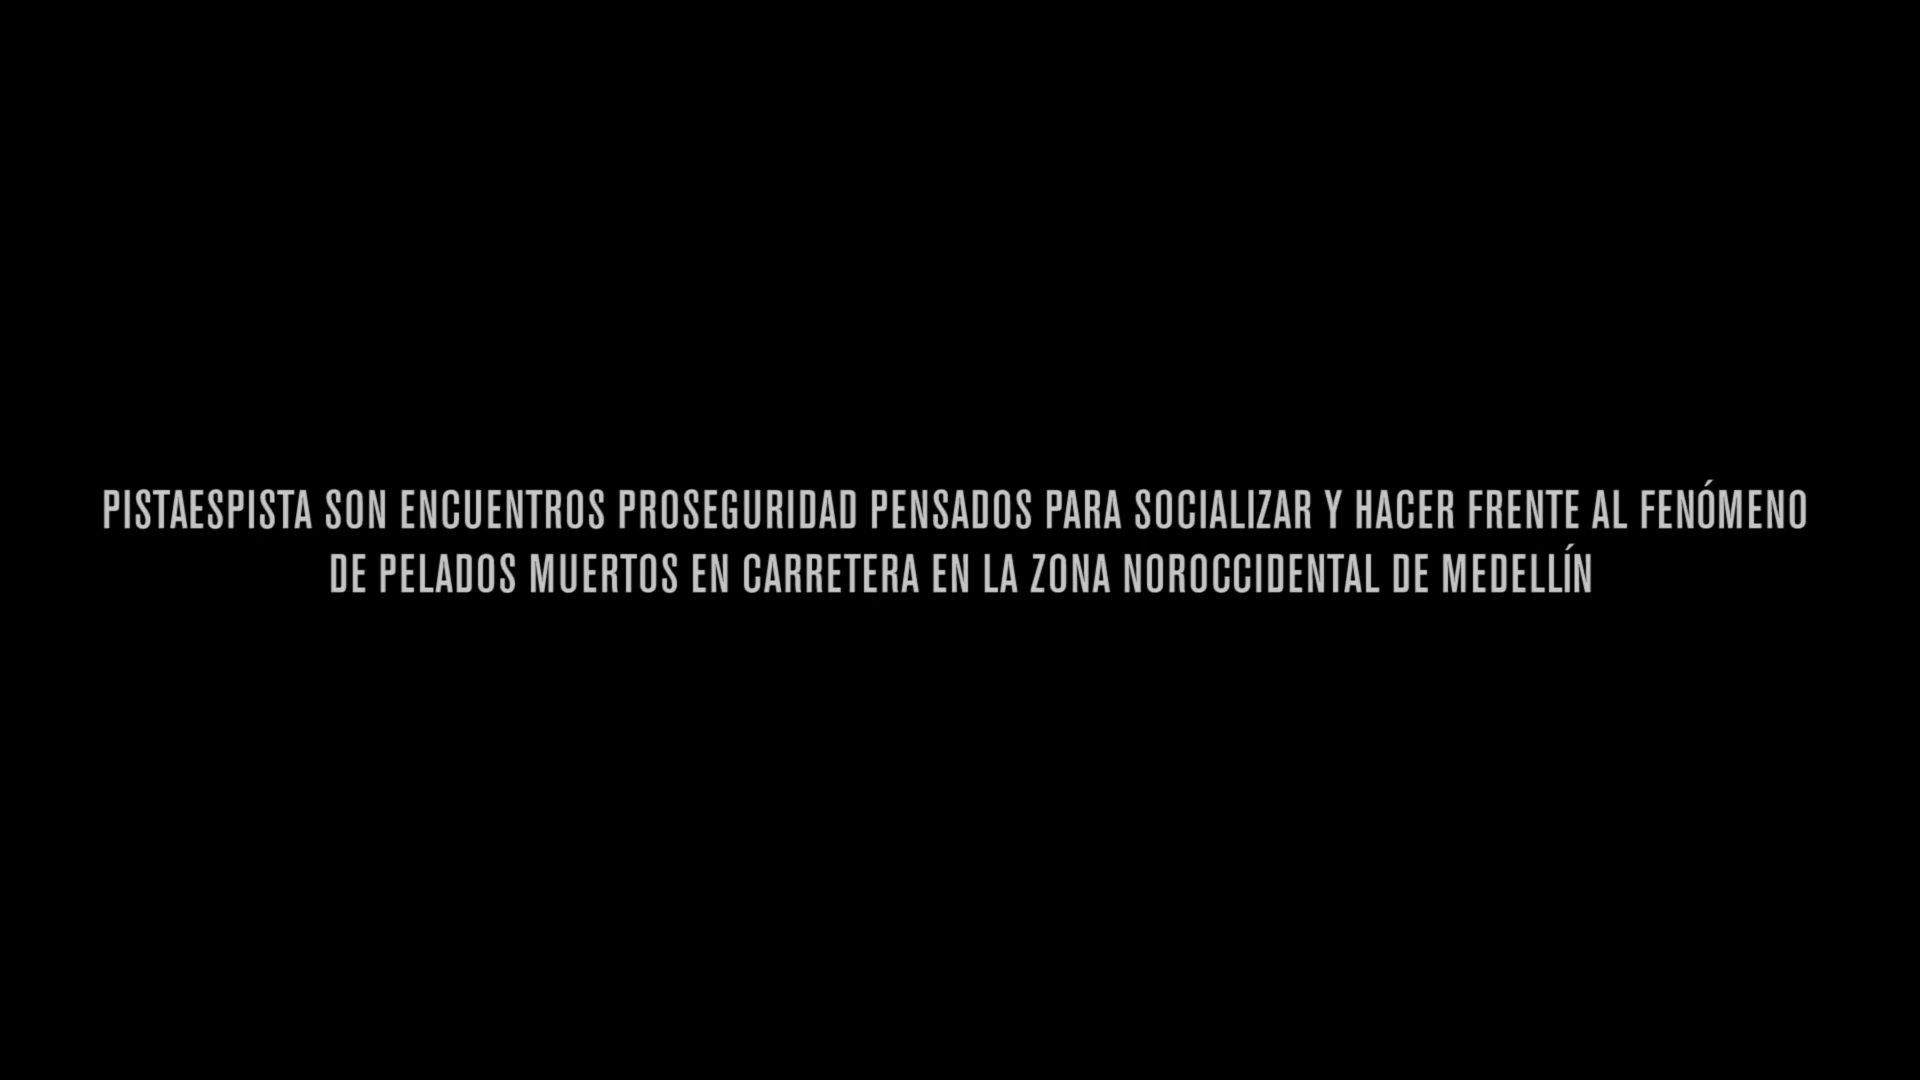 PISTAESPISTA SON ENCUENTROS PROSEGURIDAD PENSADOS PARA SOCIALIZAR Y HACER FRENTE AL FENÓMENO
DE PELADOS MUERTOS EN CARRETERA EN LA ZONA NOROCCIDENTAL DE MEDELLÍN